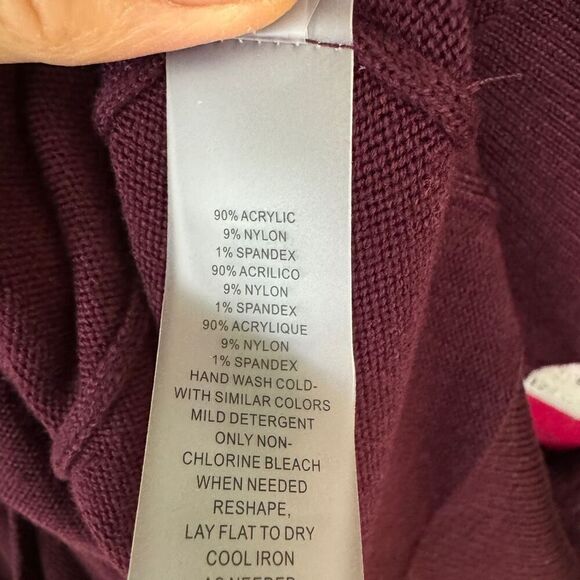 90% ACRYLIC
9% NYLON
1% SPANDEX
90% ACRILICO
9% NYLON
1% SPANDEX
90% ACRYLIQUE
9% NYLON
1% SPANDEX
HAND WASH COLD-
WITH SIMILAR COLORS
MILD DETERGENT
ONLY NON-
CHLORINE BLEACH
WHEN NEEDED
RESHAPE,
LAY FLAT TO DRY
COOL IRON
AS NEEDED